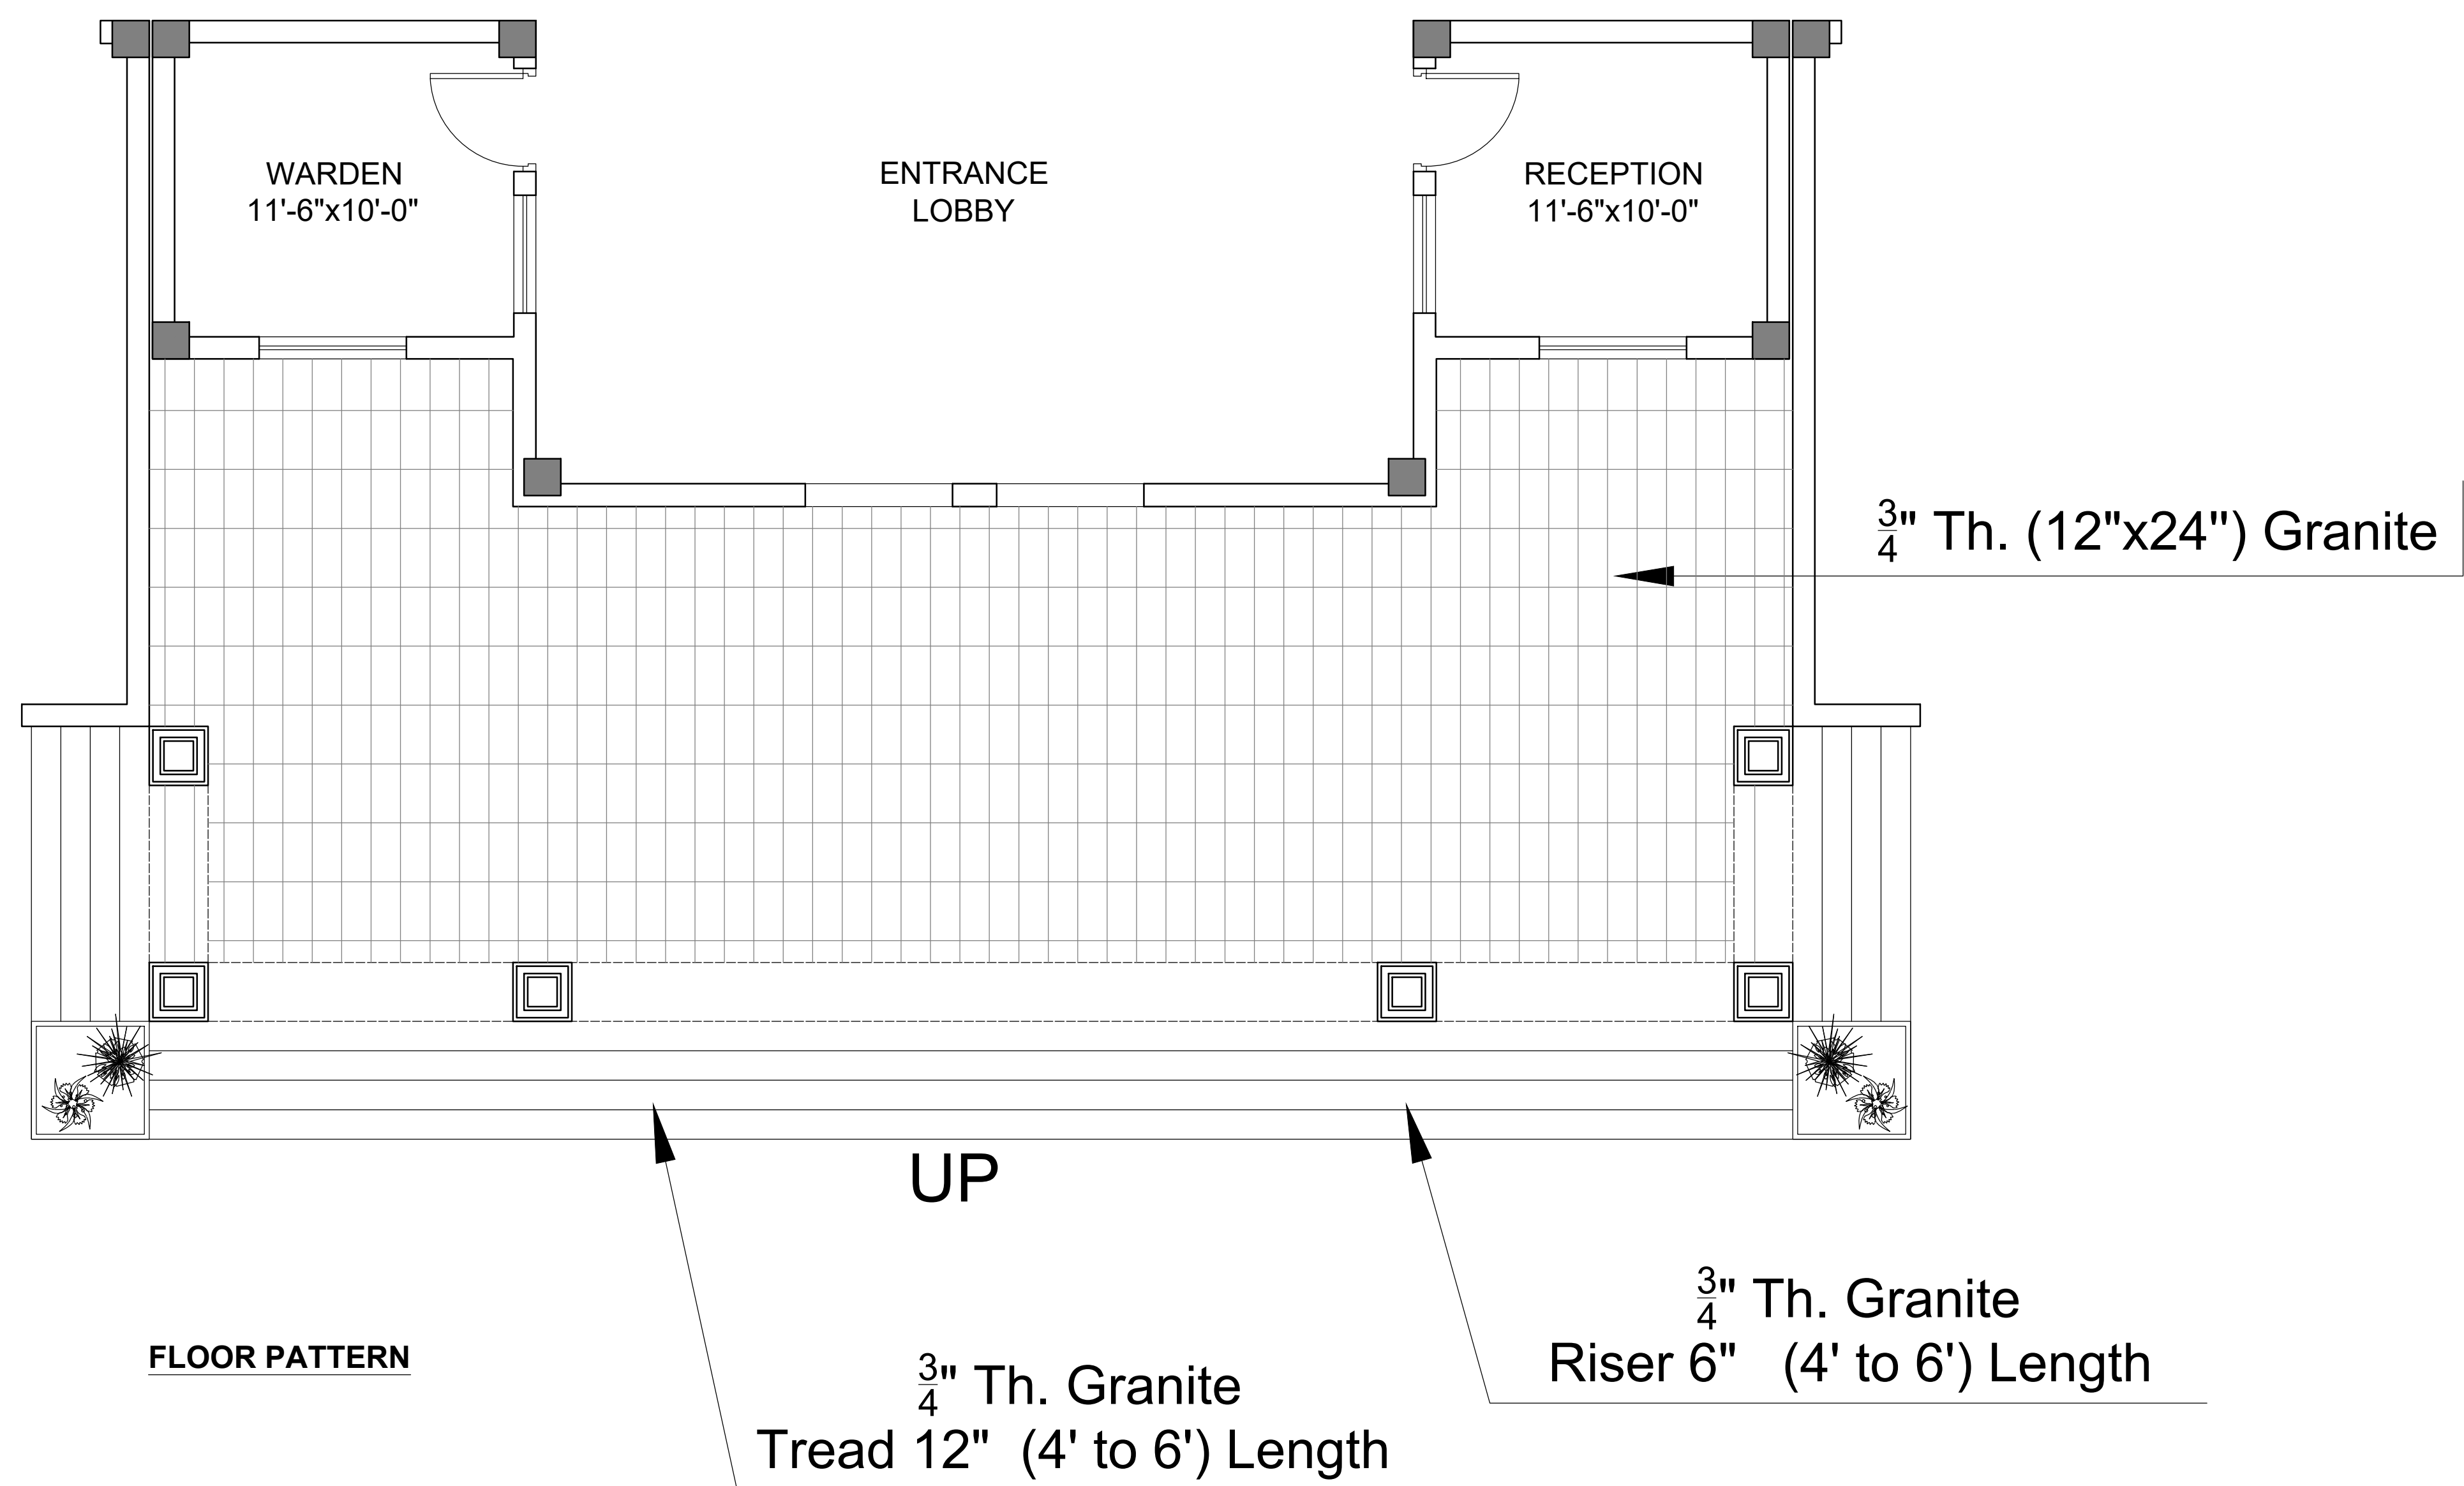 WARDEN
11'-6"x10'-0"
ENTRANCE
LOBBY
RECEPTION
11'-6"x10'-0"
3/4" Th. (12"x24") Granite
UP
3/4" Th. Granite
Riser 6" (4' to 6') Length
FLOOR PATTERN
3/4" Th. Granite
Tread 12" (4' to 6') Length